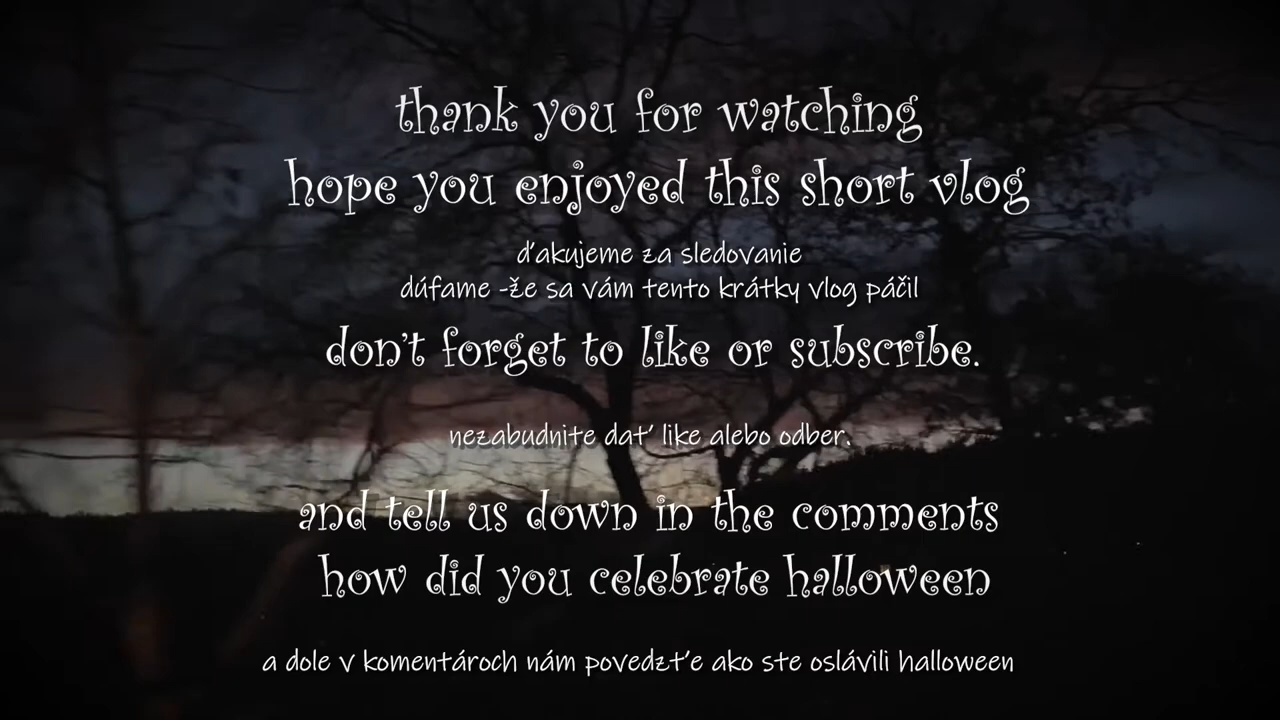 thank you for watching
hope you enjoyed this short vlog
ďakujeme za sledovanie
dúfame -že sa vám tento krátky vlog páčil
don't forget to like or subscribe.
nezabudnite dať like alebo odber.
and tell us down in the comments
how did you celebrate halloween
a dole v komentároch nám povedzťe ako ste oslávili halloween